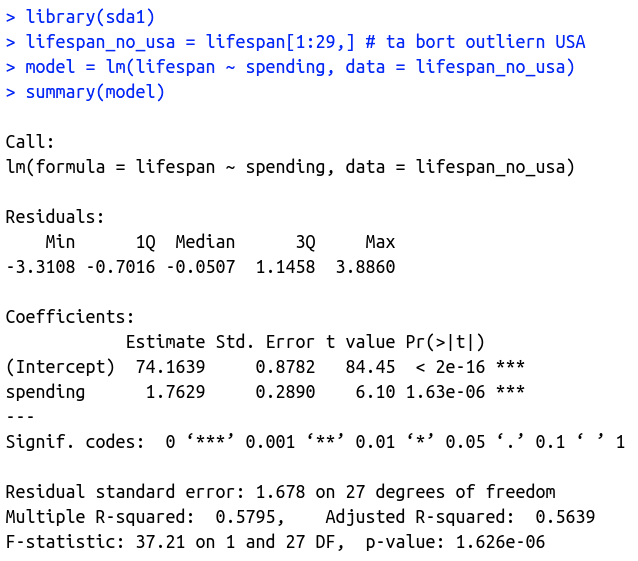 > library(sda1)
> lifespan_no_usa = lifespan[1:29,] # ta bort outliern USA
> model = lm(lifespan ~ spending, data = lifespan_no_usa)
> summary(model)

Call:
lm(formula = lifespan ~ spending, data = lifespan_no_usa)

Residuals:
    Min      1Q  Median      3Q     Max
-3.3108 -0.7016 -0.0507  1.1458  3.8860

Coefficients:
            Estimate Std. Error t value Pr(>|t|)
(Intercept)  74.1639     0.8782   84.45  < 2e-16 ***
spending      1.7629     0.2890    6.10 1.63e-06 ***
---
Signif. codes:  0 ‘***’ 0.001 ‘**’ 0.01 ‘*’ 0.05 ‘.’ 0.1 ‘ ’ 1

Residual standard error: 1.678 on 27 degrees of freedom
Multiple R-squared:  0.5795,    Adjusted R-squared:  0.5639
F-statistic: 37.21 on 1 and 27 DF,  p-value: 1.626e-06